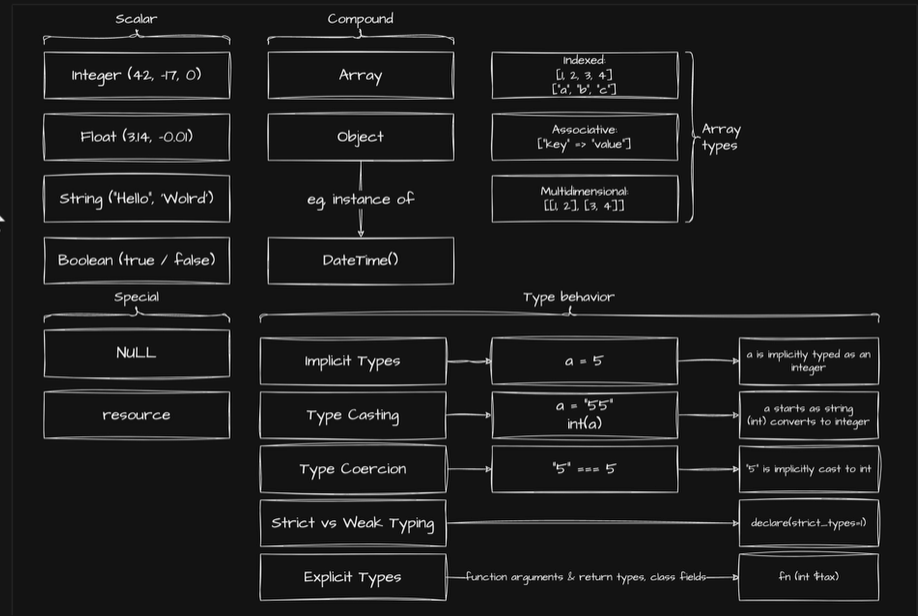 Scalar
Integer (42, -17, 0)
Float (3.14, -0.01)
String ("Hello", 'Wolrd')
Boolean (true / false)
Compound
Array
Object
eg. instance of
DateTime()
Indexed:
[1, 2, 3, 4]
['a', 'b', 'c']
Associative:
['key' => 'value']
Multidimensional:
[[1, 2], [3, 4]]
Array
types
Special
NULL
resource
Type behavior
Implicit Types
a = 5
a is implicitly typed as an
integer
Type Casting
a = "55"
int(a)
a starts as string
(int) converts to integer
Type Coercion
"5" === 5
"5" is implicitly cast to int
Strict vs Weak Typing
declare(strict_types=1)
Explicit Types
function arguments & return types, class fields
fn (int $tax)